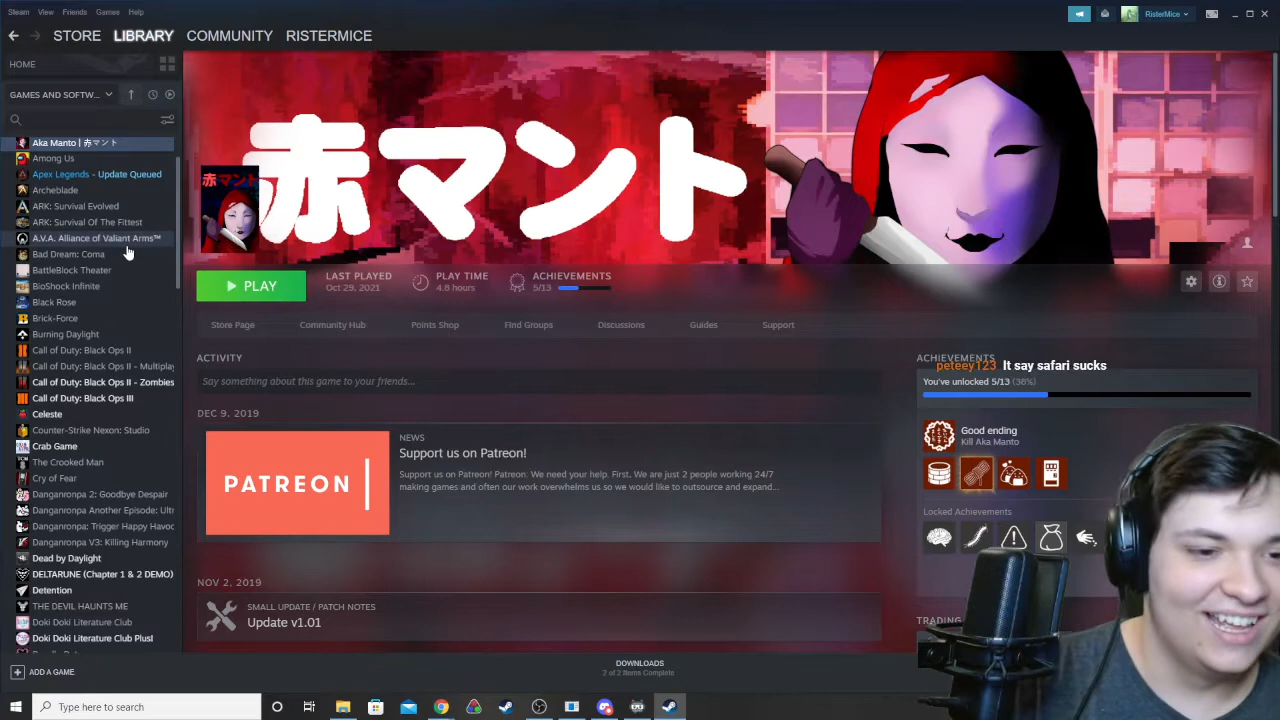 Steam View Friends Games Help
RisterMice
STORE LIBRARY COMMUNITY RISTERMICE
HOME
GAMES AND SOFTW...
Aka Manto | 赤マント
Among Us
Apex Legends - Update Queued
Archeblade
ARK: Survival Evolved
ARK: Survival Of The Fittest
A.V.A. Alliance of Valiant Arms™
Bad Dream: Coma
BattleBlock Theater
BioShock Infinite
Black Rose
Brick-Force
Burning Daylight
Call of Duty: Black Ops II
Call of Duty: Black Ops II - Multiplay
Call of Duty: Black Ops II - Zombies
Call of Duty: Black Ops III
Celeste
Counter-Strike Nexon: Studio
Crab Game
The Crooked Man
Cry of Fear
Danganronpa 2: Goodbye Despair
Danganronpa Another Episode: Ultr
Danganronpa: Trigger Happy Havoc
Danganronpa V3: Killing Harmony
Dead by Daylight
DELTARUNE (Chapter 1 & 2 DEMO)
Detention
THE DEVIL HAUNTS ME
Doki Doki Literature Club
Doki Doki Literature Club Plus!
ADD A GAME
赤マント
赤マント
PLAY
LAST PLAYED
Oct 29, 2021
PLAY TIME
4.8 hours
ACHIEVEMENTS
5/13
Store Page Community Hub Points Shop Find Groups Discussions Guides Support
ACTIVITY
Say something about this game to your friends...
DEC 9, 2019
PATREON
NEWS
Support us on Patreon!
Support us on Patreon! Patreon: We need your help. First, We are just 2 people working 24/7
making games and often our work overwhelms us so we would like to outsource and expand...
NOV 2, 2019
SMALL UPDATE / PATCH NOTES
Update v1.01
ACHIEVEMENTS
peteey123 It say safari sucks
You've unlocked 5/13 (38%)
Good ending
Kill Aka Manto
Locked Achievements
TRADING
DOWNLOADS
2 of 2 Items Complete
Type here to search